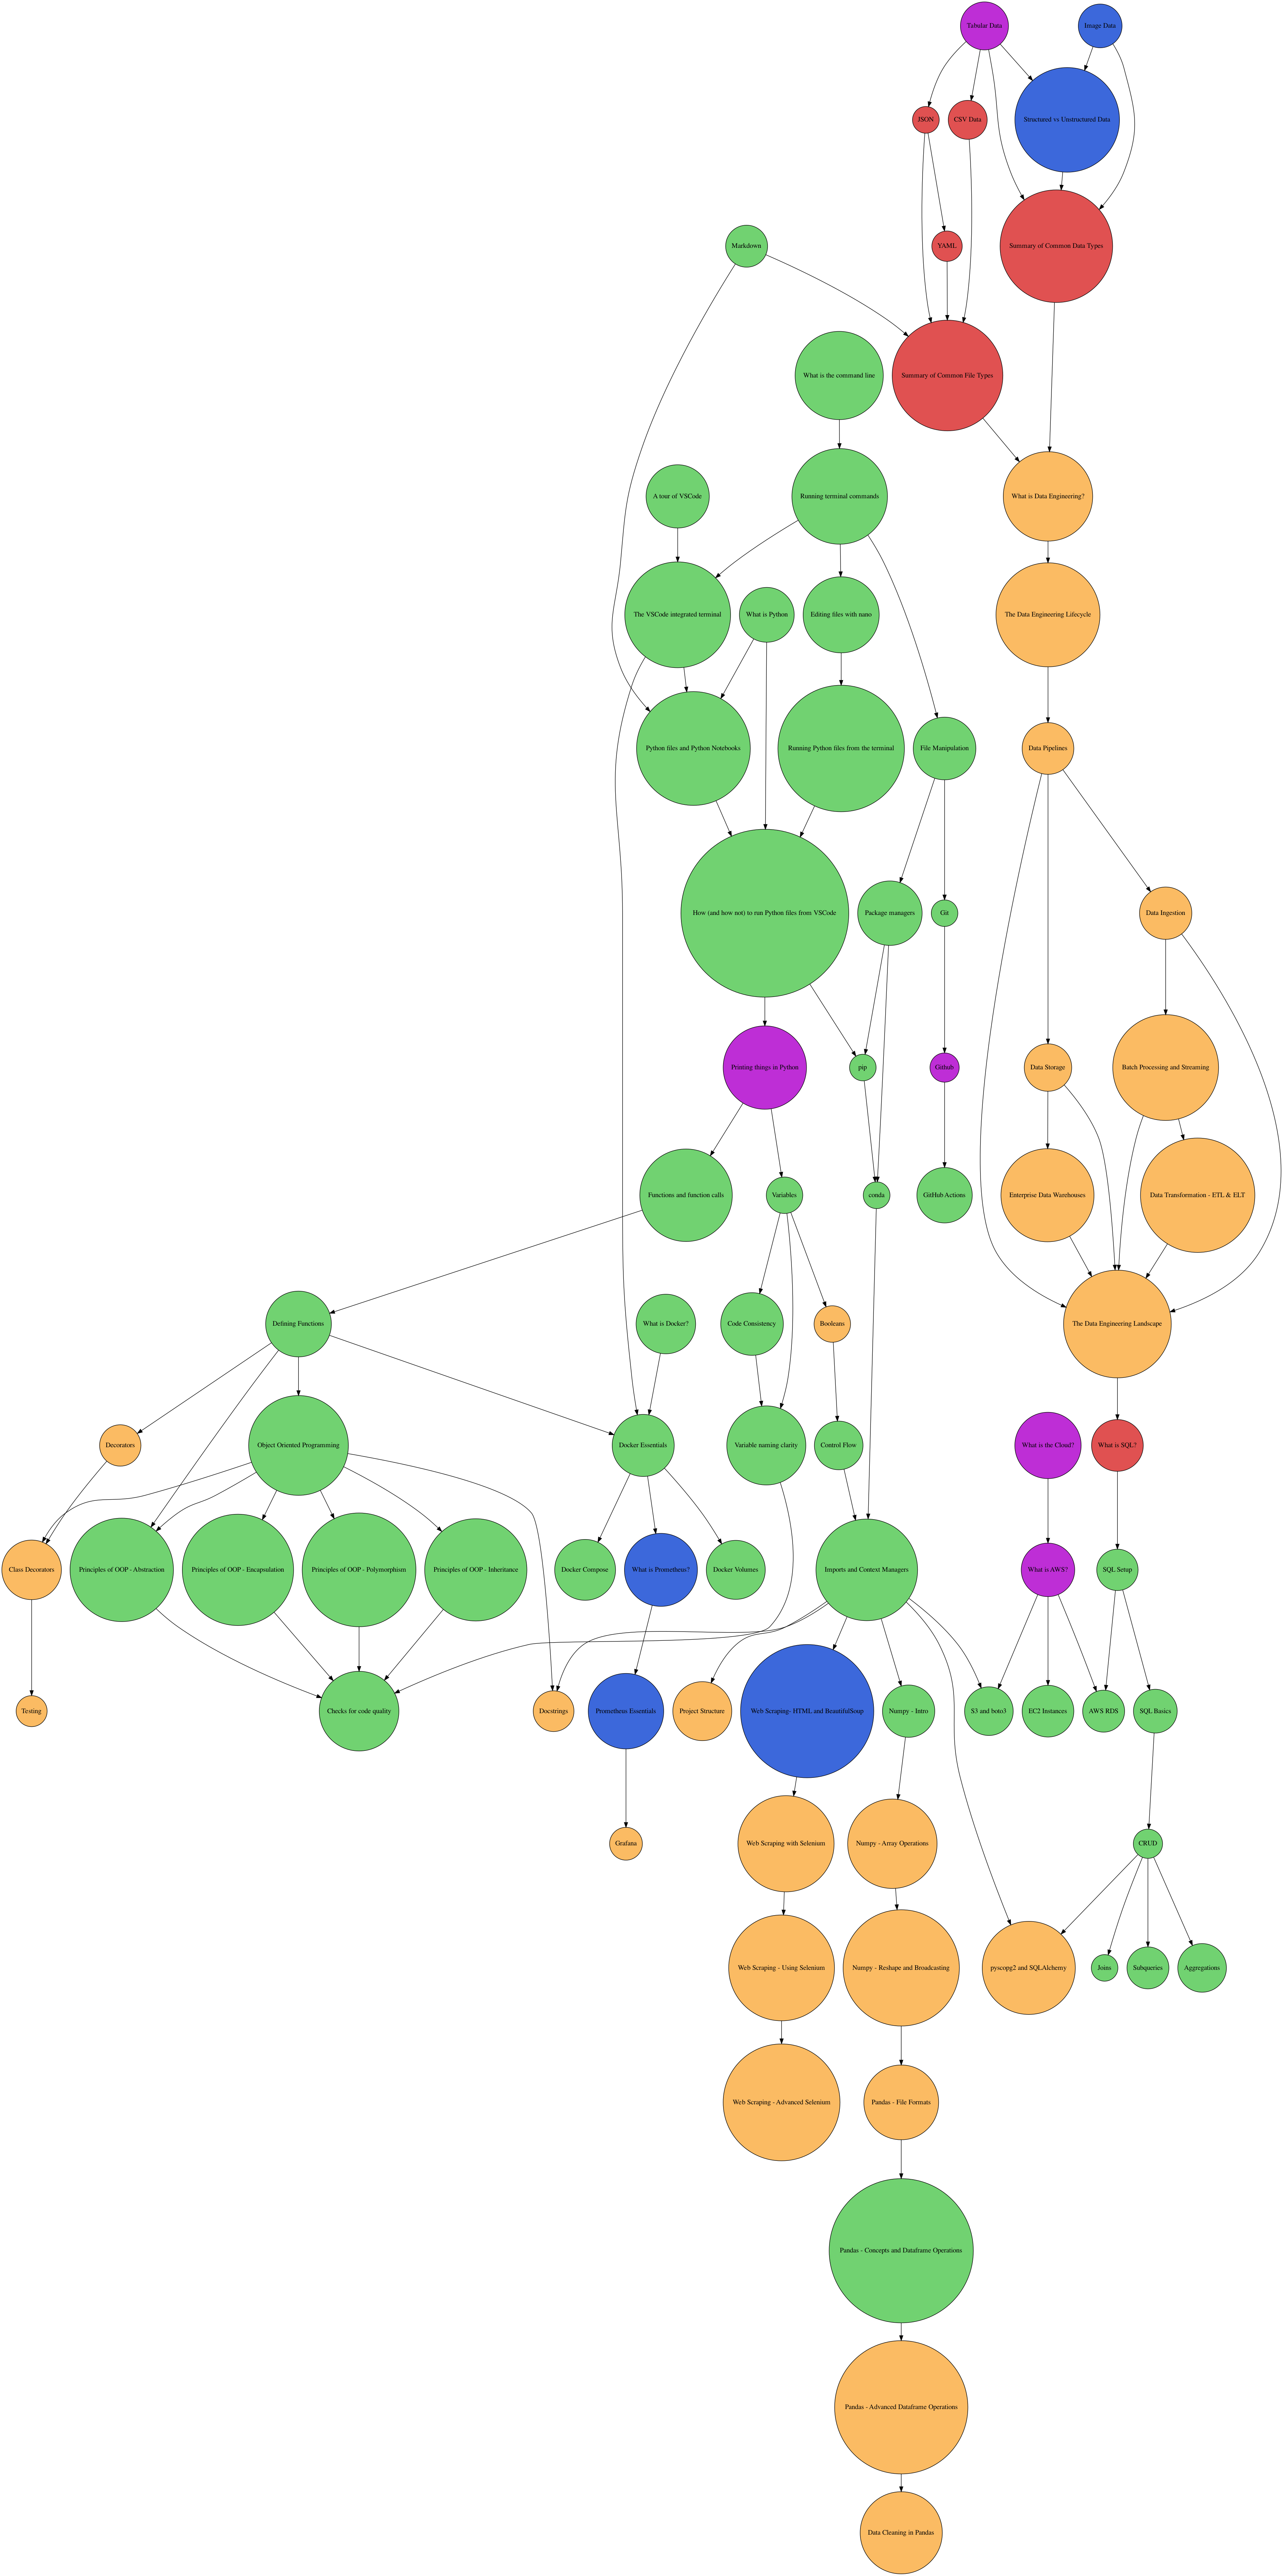 Tabular Data
Image Data
JSON
CSV Data
Structured vs Unstructured Data
Markdown
YAML
Summary of Common Data Types
What is the command line
Summary of Common File Types
A tour of VSCode
Running terminal commands
What is Data Engineering?
The VSCode integrated terminal
What is Python
Editing files with nano
The Data Engineering Lifecycle
Python files and Python Notebooks
Running Python files from the terminal
File Manipulation
Data Pipelines
How (and how not) to run Python files from VSCode
Package managers
Git
Data Ingestion
Printing things in Python
pip
Github
Data Storage
Batch Processing and Streaming
Functions and function calls
Variables
conda
GitHub Actions
Enterprise Data Warehouses
Data Transformation - ETL & ELT
Defining Functions
What is Docker?
Code Consistency
Booleans
The Data Engineering Landscape
Decorators
Object Oriented Programming
Docker Essentials
Variable naming clarity
Control Flow
What is the Cloud?
What is SQL?
Class Decorators
Principles of OOP - Abstraction
Principles of OOP - Encapsulation
Principles of OOP - Polymorphism
Principles of OOP - Inheritance
Docker Compose
What is Prometheus?
Docker Volumes
Imports and Context Managers
What is AWS?
SQL Setup
Testing
Checks for code quality
Docstrings
Prometheus Essentials
Project Structure
Web Scraping- HTML and BeautifulSoup
Numpy - Intro
S3 and boto3
EC2 Instances
AWS RDS
SQL Basics
Grafana
Web Scraping with Selenium
Numpy - Array Operations
CRUD
Web Scraping - Using Selenium
Numpy - Reshape and Broadcasting
pyscopg2 and SQLAlchemy
Joins
Subqueries
Aggregations
Web Scraping - Advanced Selenium
Pandas - File Formats
Pandas - Concepts and Dataframe Operations
Pandas - Advanced Dataframe Operations
Data Cleaning in Pandas